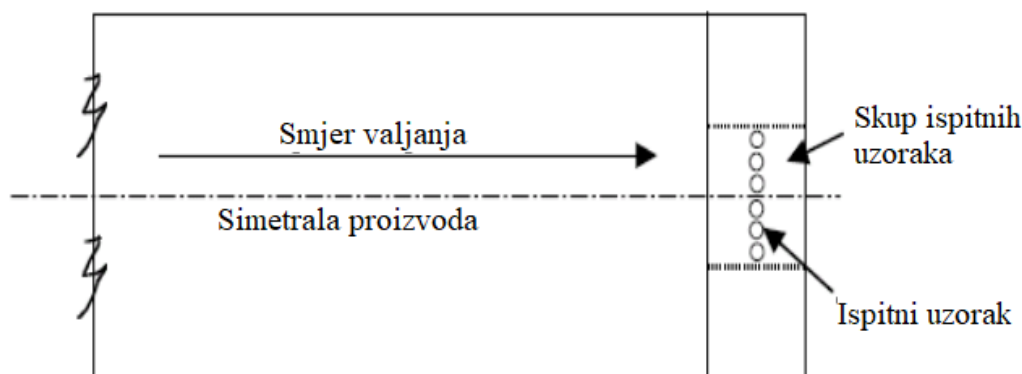 Smjer valjanja
Skup ispitnih
uzoraka
Simetrala proizvoda
Ispitni uzorak